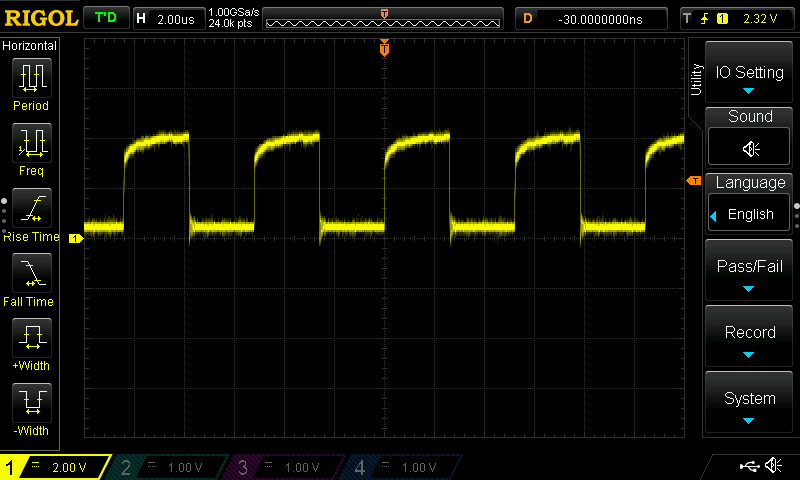 RIGOL T'D H 2.00us 1.00GSa/s 24.0k pts T D -30.0000000ns T 1 2.32 V
Horizontal
Period
Freq
Rise Time
Fall Time
+Width
-Width
T
1
T
Utility
IO Setting
Sound
Language
English
Pass/Fail
Record
System
1 2.00 V 2 1.00 V 3 1.00 V 4 1.00 V